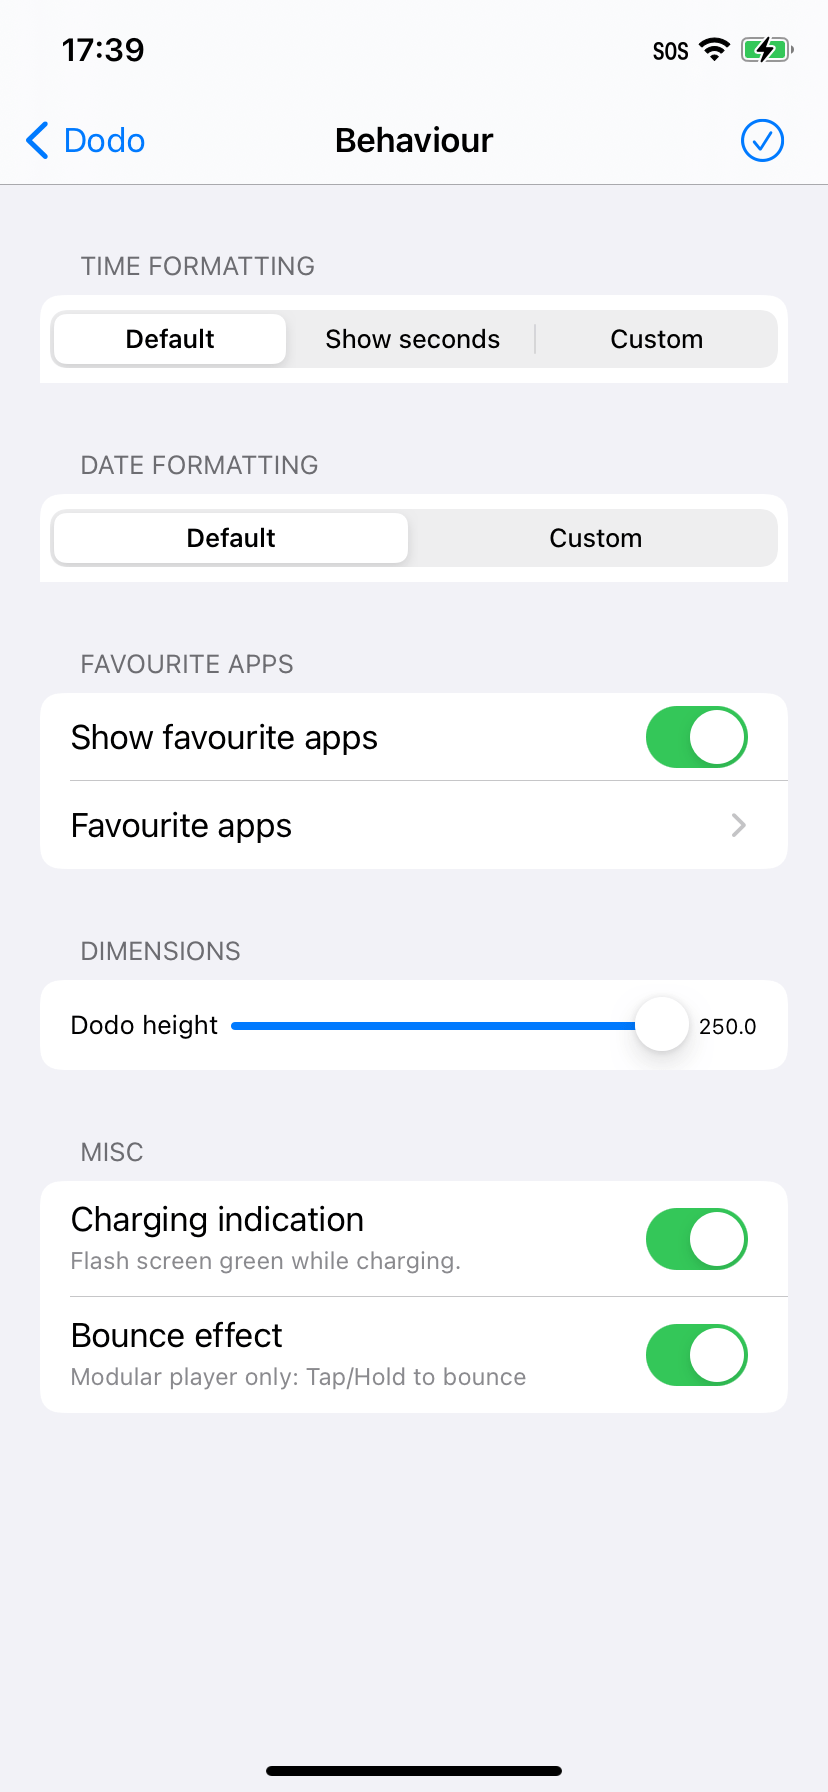 17:39
SOS
Dodo
Behaviour
TIME FORMATTING
Default Show seconds Custom
DATE FORMATTING
Default Custom
FAVOURITE APPS
Show favourite apps
Favourite apps
DIMENSIONS
Dodo height 250.0
MISC
Charging indication
Flash screen green while charging.
Bounce effect
Modular player only: Tap/Hold to bounce